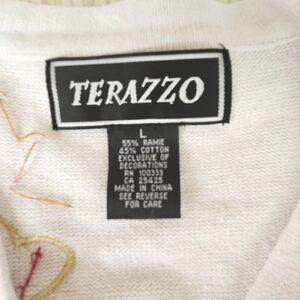 TERAZZO
L
55% RAMIE
45% COTTON
EXCLUSIVE OF
DECORATIONS
RN 100333
CA 25425
MADE IN CHINA
SEE REVERSE
FOR CARE